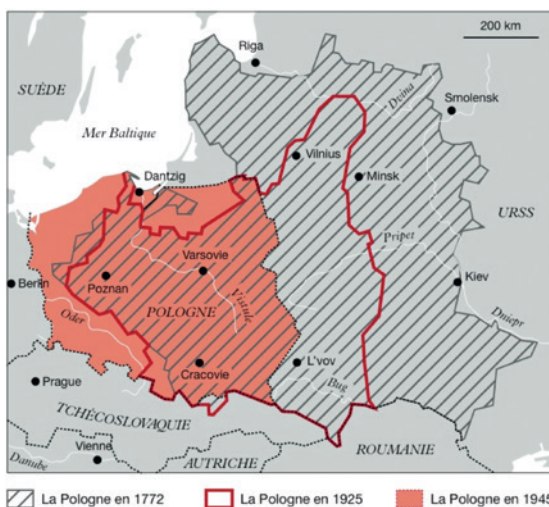 200 km
Riga
SUÈDE
Dvina
Smolensk
Mer Baltique
Vilnius
Dantzig
Minsk
URSS
Varsovie
Pripet
Berlin
Poznan
Kiev
Vistule
Oder
POLOGNE
Dniepr
Cracovie
L'vov
Prague
Bug
TCHÉCOSLOVAQUIE
Vienne
ROUMANIE
Danube
AUTRICHE
La Pologne en 1772
La Pologne en 1925
La Pologne en 1945